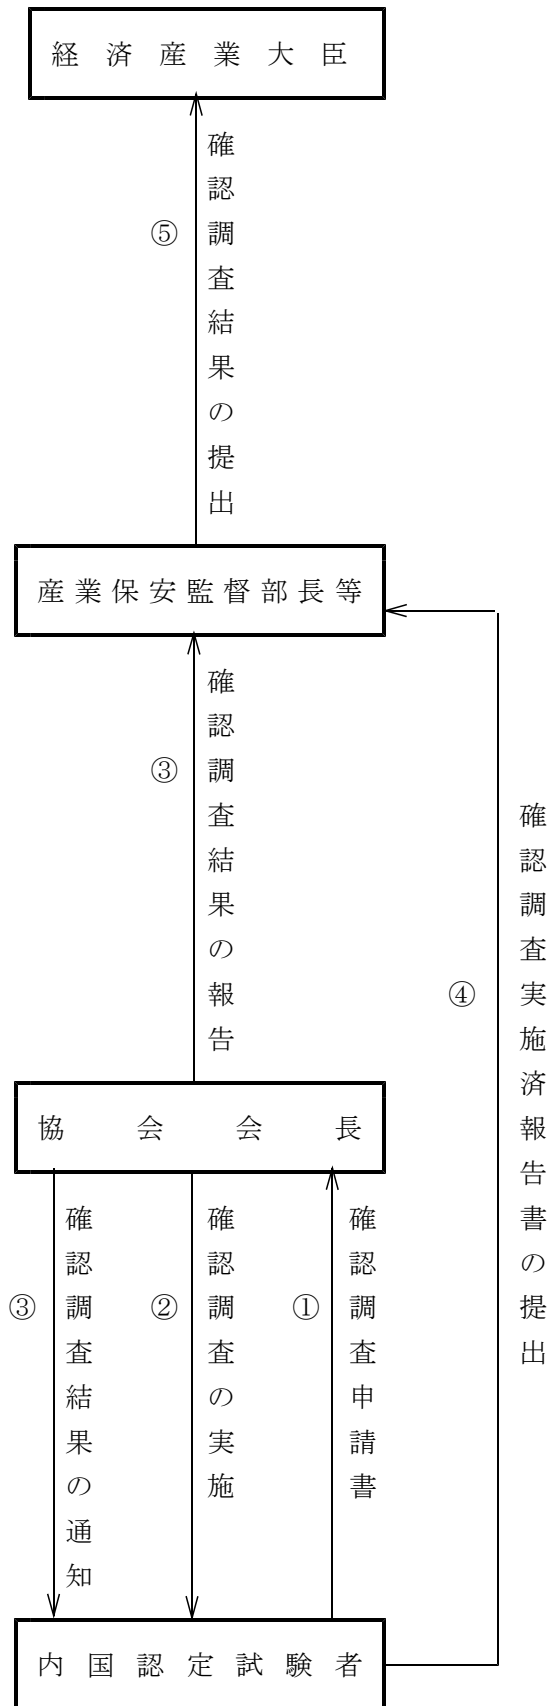 経済産業大臣
⑤
確認調査結果の提出
産業保安監督部長等
③
確認調査結果の報告
④
確認調査実施済報告書の提出
協会会長
③
確認調査結果の通知
②
確認調査の実施
①
確認調査申請書
内国認定試験者